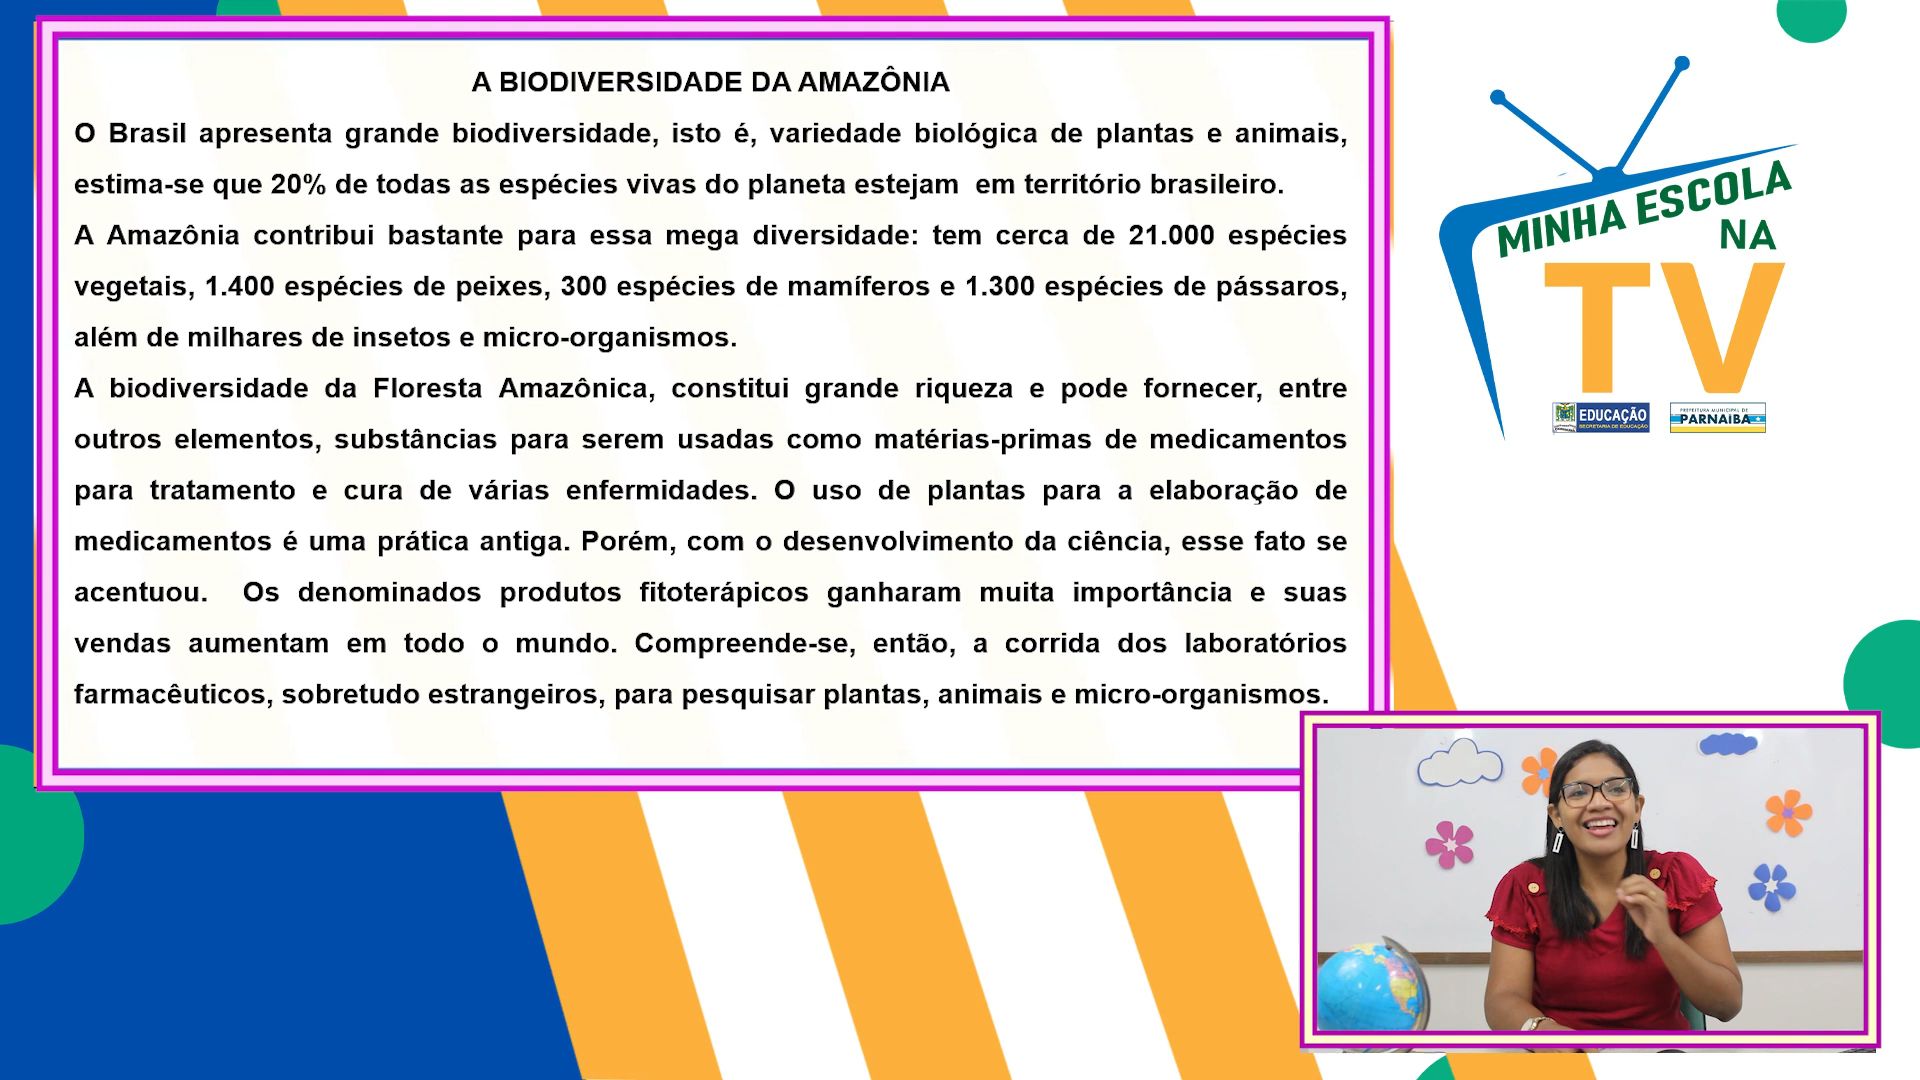 A BIODIVERSIDADE DA AMAZÔNIA
O Brasil apresenta grande biodiversidade, isto é, variedade biológica de plantas e animais,
estima-se que 20% de todas as espécies vivas do planeta estejam  em território brasileiro.
A Amazônia contribui bastante para essa mega diversidade: tem cerca de 21.000 espécies
vegetais, 1.400 espécies de peixes, 300 espécies de mamíferos e 1.300 espécies de pássaros,
além de milhares de insetos e micro-organismos.
A biodiversidade da Floresta Amazônica, constitui grande riqueza e pode fornecer, entre
outros elementos, substâncias para serem usadas como matérias-primas de medicamentos
para tratamento e cura de várias enfermidades. O uso de plantas para a elaboração de
medicamentos é uma prática antiga. Porém, com o desenvolvimento da ciência, esse fato se
acentuou.  Os denominados produtos fitoterápicos ganharam muita importância e suas
vendas aumentam em todo o mundo. Compreende-se, então, a corrida dos laboratórios
farmacêuticos, sobretudo estrangeiros, para pesquisar plantas, animais e micro-organismos.
MINHA ESCOLA
NA
TV
EDUCAÇÃO
SECRETARIA DE EDUCAÇÃO
PREFEITURA MUNICIPAL DE
PARNAÍBA